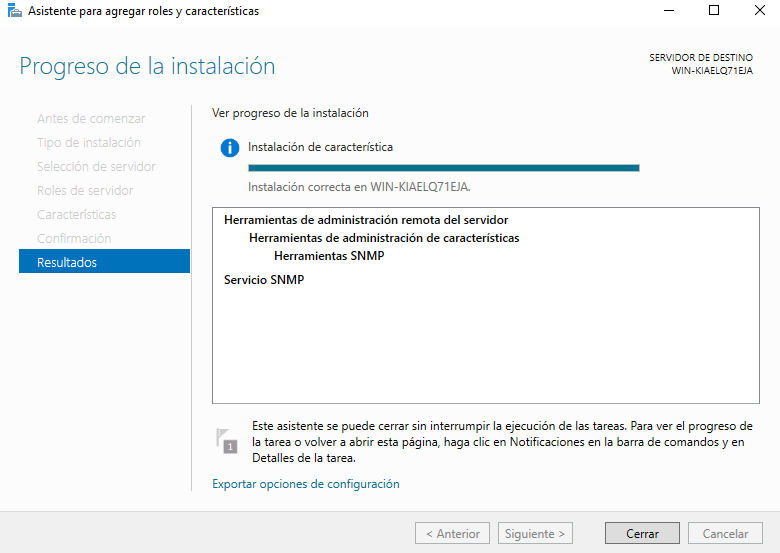 Asistente para agregar roles y características
Progreso de la instalación
SERVIDOR DE DESTINO
WIN-KIAELQ71EJA
Antes de comenzar
Tipo de instalación
Selección de servidor
Roles de servidor
Características
Confirmación
Resultados
Ver progreso de la instalación
Instalación de característica
Instalación correcta en WIN-KIAELQ71EJA.
Herramientas de administración remota del servidor
Herramientas de administración de características
Herramientas SNMP
Servicio SNMP
1
Este asistente se puede cerrar sin interrumpir la ejecución de las tareas. Para ver el progreso de
la tarea o volver a abrir esta página, haga clic en Notificaciones en la barra de comandos y en
Detalles de la tarea.
Exportar opciones de configuración
< Anterior
Siguiente >
Cerrar
Cancelar